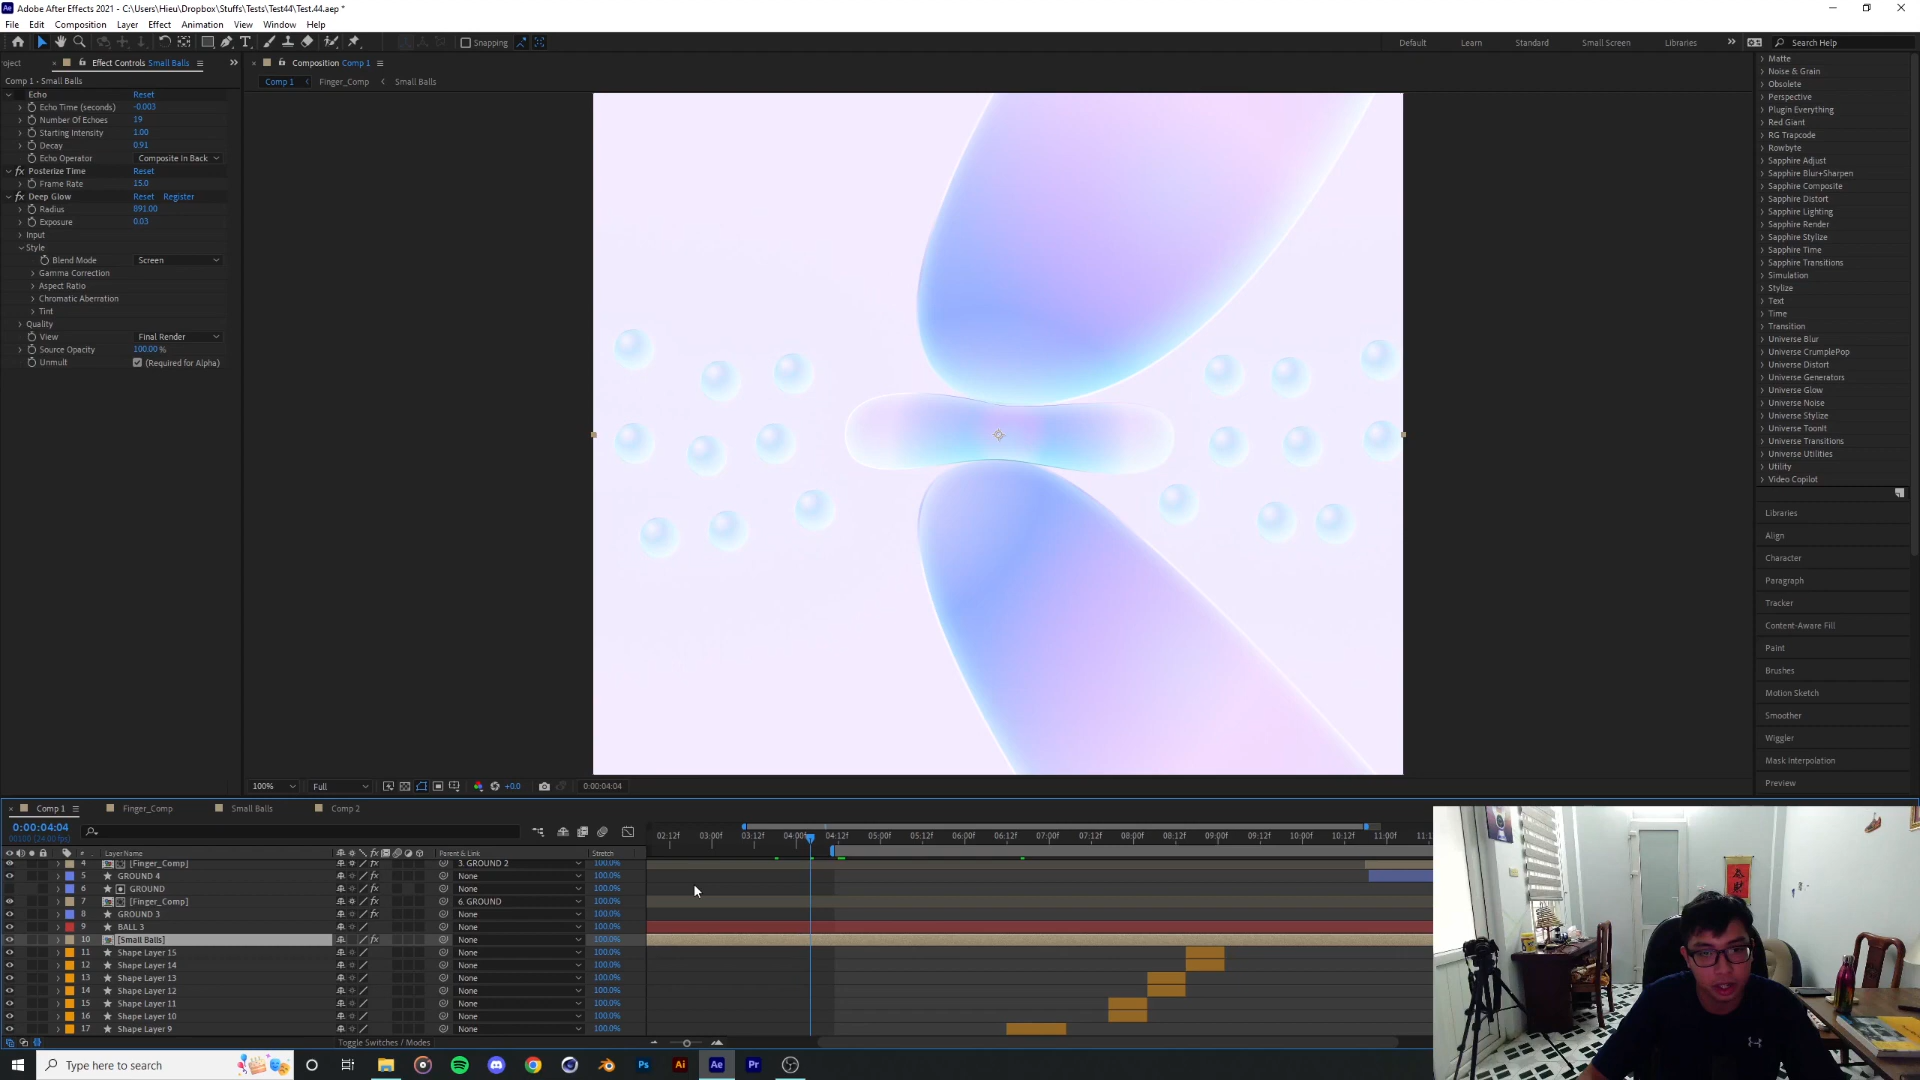 Adobe After Effects 2021 - C:\Users\Hieu\Dropbox\Stuffs\Tests\Test44\Test.44.aep *
File Edit Composition Layer Effect Animation View Window Help
Snapping
Default Learn Standard Small Screen Libraries Search Help
oject Effect Controls Small Balls
Comp 1 • Small Balls
Echo Reset
Echo Time (seconds) -0.003
Number Of Echoes 19
Starting Intensity 1.00
Decay 0.91
Echo Operator Composite In Back
fx Posterize Time Reset
Frame Rate 15.0
fx Deep Glow Reset Register
Radius 891.00
Exposure 0.03
Input
Style
Blend Mode Screen
Gamma Correction
Aspect Ratio
Chromatic Aberration
Tint
Quality
View Final Render
Source Opacity 100.00 %
Unmult (Required for Alpha)
Composition Comp 1
Comp 1 Finger_Comp Small Balls
Matte
Noise & Grain
Obsolete
Perspective
Plugin Everything
Red Giant
RG Trapcode
Rowbyte
Sapphire Adjust
Sapphire Blur+Sharpen
Sapphire Composite
Sapphire Distort
Sapphire Lighting
Sapphire Render
Sapphire Stylize
Sapphire Time
Sapphire Transitions
Simulation
Stylize
Text
Time
Transition
Universe Blur
Universe CrumplePop
Universe Distort
Universe Generators
Universe Glow
Universe Noise
Universe Stylize
Universe ToonIt
Universe Transitions
Universe Utilities
Utility
Video Copilot
Libraries
Align
Character
Paragraph
Tracker
Content-Aware Fill
Paint
Brushes
Motion Sketch
Smoother
Wiggler
Mask Interpolation
Preview
100% Full +0.0 0:00:04:04
Comp 1 Finger_Comp Small Balls Comp 2
0:00:04:04
02:12f 03:00f 03:12f 04:00f 04:12f 05:00f 05:12f 06:00f 06:12f 07:00f 07:12f 08:00f 08:12f 09:00f 09:12f 10:00f 10:12f 11:00f
# Layer Name Parent & Link Stretch
4 [Finger_Comp] 3. GROUND 2 100.0%
5 GROUND 4 None 100.0%
6 GROUND None 100.0%
7 [Finger_Comp] 6. GROUND 100.0%
8 GROUND 3 None 100.0%
9 BALL 3 None 100.0%
10 [Small Balls] None 100.0%
11 Shape Layer 15 None 100.0%
12 Shape Layer 14 None 100.0%
13 Shape Layer 13 None 100.0%
14 Shape Layer 12 None 100.0%
15 Shape Layer 11 None 100.0%
16 Shape Layer 10 None 100.0%
17 Shape Layer 9 None 100.0%
Toggle Switches / Modes
Type here to search
Ps Ai Ae Pr